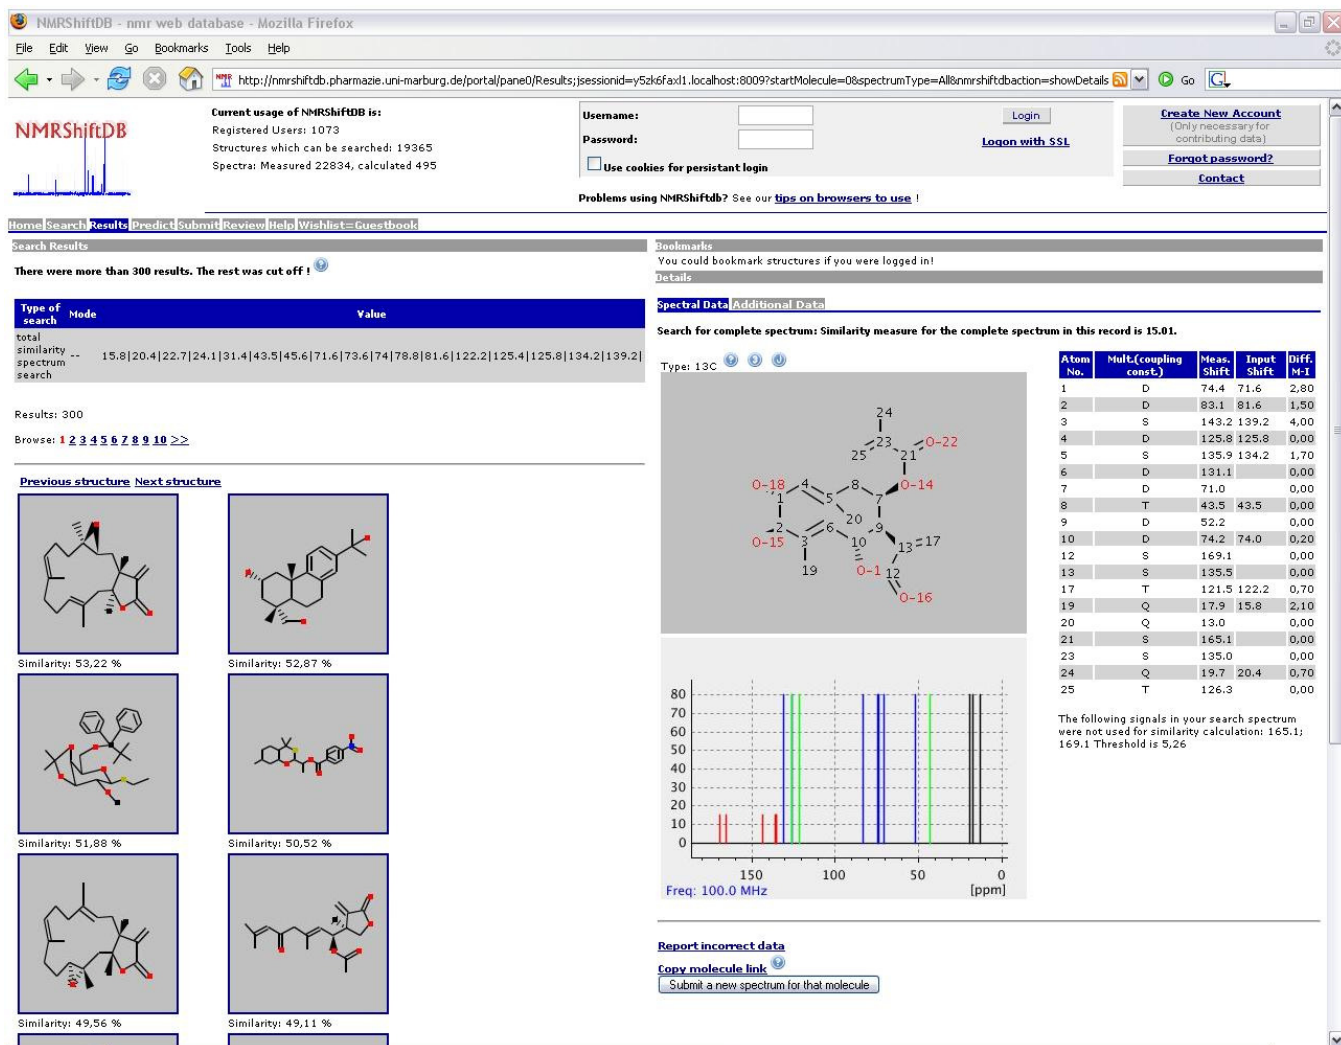 NMRShiftDB - nmr web database - Mozilla Firefox
File Edit View Go Bookmarks Tools Help
http://nmrshiftdb.pharmazie.uni-marburg.de/portal/pane0/Results;jsessionid=y5zk6faxl1.localhost:8009?startMolecule=0&spectrumType=All&nmrshiftdbaction=showDetails Go
NMRShiftDB
Current usage of NMRShiftDB is:
Registered Users: 1073
Structures which can be searched: 19365
Spectra: Measured 22834, calculated 495
Username:
Password:
Use cookies for persistant login
Login
Logon with SSL
Problems using NMRShiftdb? See our tips on browsers to use !
Create New Account
(Only necessary for
contributing data)
Forgot password?
Contact
Home Search Results Predict Submit Review Help Wishlist=Guestbook
Search Results
There were more than 300 results. The rest was cut off !
Type of search Mode Value
total similarity spectrum search -- 15.8|20.4|22.7|24.1|31.4|43.5|45.6|71.6|73.6|74|78.8|81.6|122.2|125.4|125.8|134.2|139.2|
Results: 300
Browse: 1 2 3 4 5 6 7 8 9 10 >>
Previous structure Next structure
Similarity: 53,22 %
Similarity: 52,87 %
Similarity: 51,88 %
Similarity: 50,52 %
Similarity: 49,56 %
Similarity: 49,11 %
Bookmarks
You could bookmark structures if you were logged in!
Details
Spectral Data Additional Data
Search for complete spectrum: Similarity measure for the complete spectrum in this record is 15.01.
Type: 13C
24
23 O-22
25 21
O-18 4 8 O-14
1 5 7
20
2 6 9
O-15 3 10 13 17
19 O-1 12
O-16
80
70
60
50
40
30
20
10
0
150 100 50 0
Freq: 100.0 MHz [ppm]
Atom No. Mult.(coupling const.) Meas. Shift Input Shift Diff. M-I
1 D 74.4 71.6 2,80
2 D 83.1 81.6 1,50
3 S 143.2 139.2 4,00
4 D 125.8 125.8 0,00
5 S 135.9 134.2 1,70
6 D 131.1 0,00
7 D 71.0 0,00
8 T 43.5 43.5 0,00
9 D 52.2 0,00
10 D 74.2 74.0 0,20
12 S 169.1 0,00
13 S 135.5 0,00
17 T 121.5 122.2 0,70
19 Q 17.9 15.8 2,10
20 Q 13.0 0,00
21 S 165.1 0,00
23 S 135.0 0,00
24 Q 19.7 20.4 0,70
25 T 126.3 0,00
The following signals in your search spectrum
were not used for similarity calculation: 165.1;
169.1 Threshold is 5,26
Report incorrect data
Copy molecule link
Submit a new spectrum for that molecule